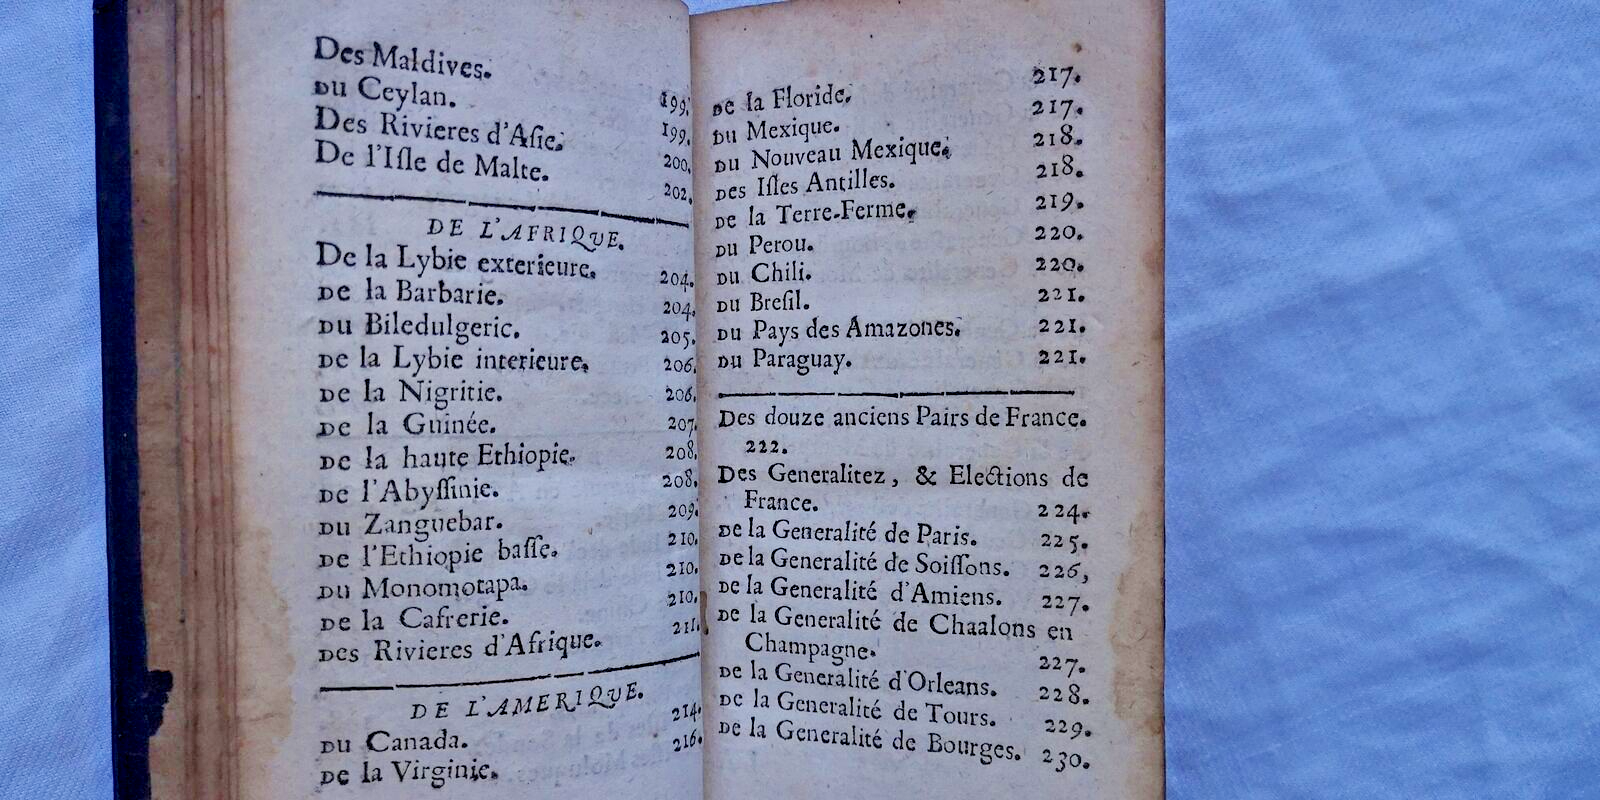 Des Maldives. 199.
Du Ceylan. 199.
Des Rivieres d'Aſie. 200.
De l'Iſle de Malte. 202.
DE L'AFRIQUE.
De la Lybie exterieure. 204.
De la Barbarie. 204.
Du Biledulgeric. 205.
De la Lybie interieure. 206.
De la Nigritie. 206.
De la Guinée. 207.
De la haute Ethiopie. 208.
De l'Abyſſinie. 208.
Du Zanguebar. 209.
De l'Ethiopie baſſe. 210.
Du Monomotapa. 210.
De la Cafrerie. 210.
Des Rivieres d'Afrique. 211.
DE L'AMERIQUE.
Du Canada. 214.
De la Virginie. 216.
De la Floride. 217.
Du Mexique. 217.
Du Nouveau Mexique. 218.
Des Iſles Antilles. 218.
De la Terre-Ferme. 219.
Du Perou. 220.
Du Chili. 220.
Du Breſil. 221.
Du Pays des Amazones. 221.
Du Paraguay. 221.
Des douze anciens Pairs de France.
222.
Des Generalitez, & Elections de
France. 224.
De la Generalité de Paris. 225.
De la Generalité de Soiſſons. 226,
De la Generalité d'Amiens. 227.
De la Generalité de Chaalons en
Champagne. 227.
De la Generalité d'Orleans. 228.
De la Generalité de Tours. 229.
De la Generalité de Bourges. 230.